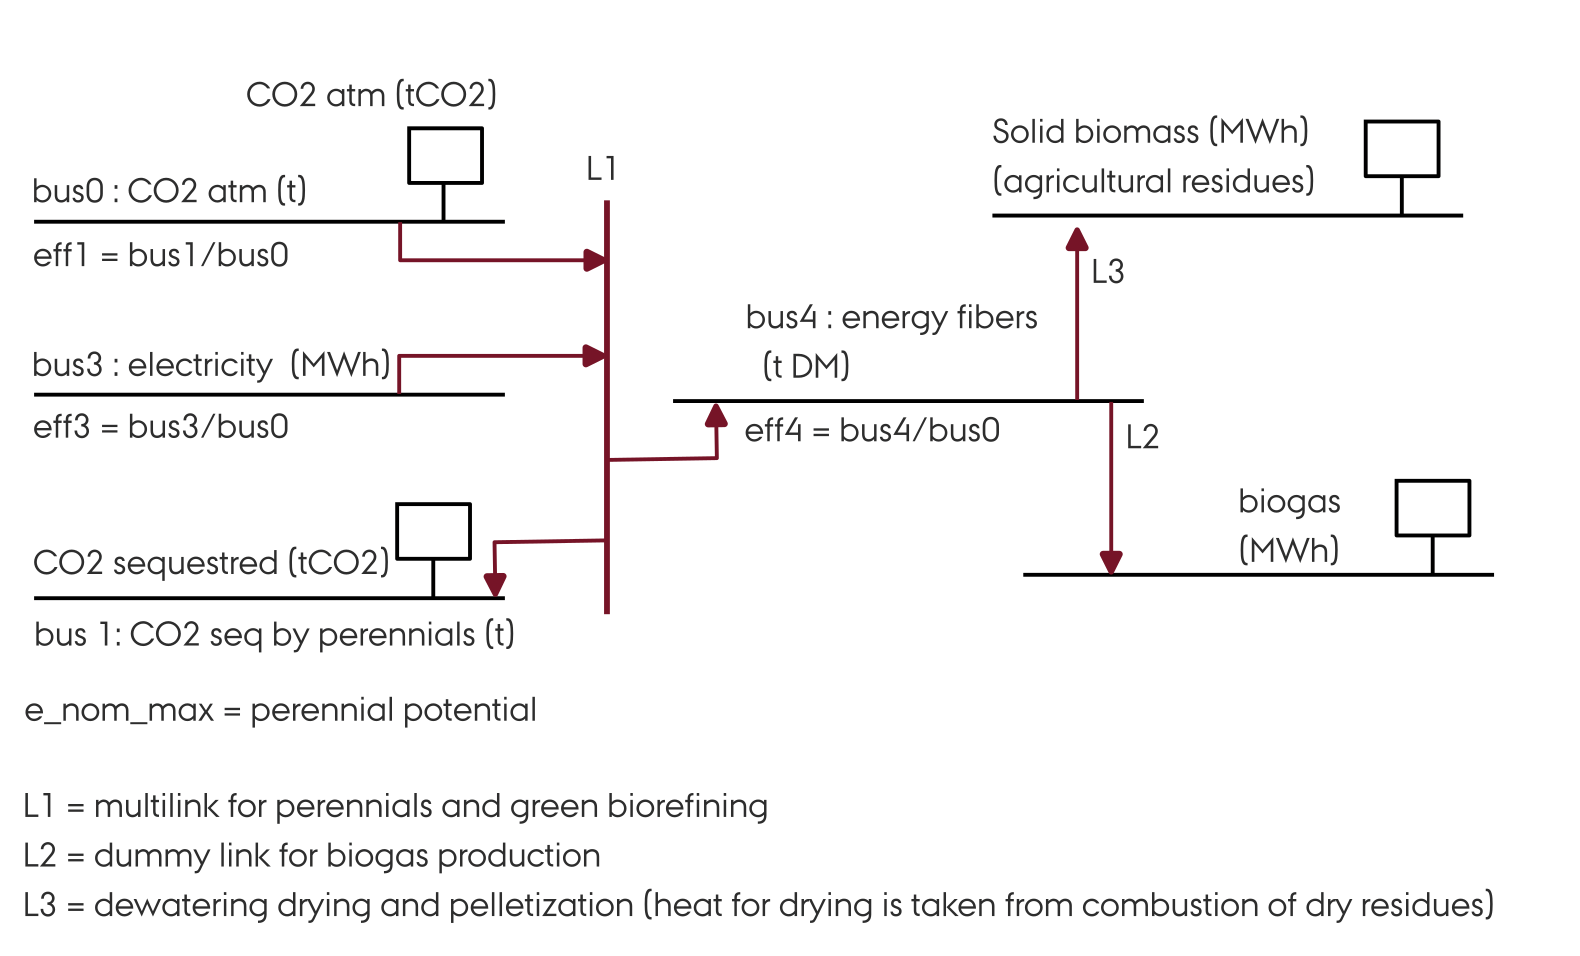 CO2 atm (tCO2)
bus0 : CO2 atm (t)
eff1 = bus1/bus0
L1
bus3 : electricity (MWh)
eff3 = bus3/bus0
CO2 sequestred (tCO2)
bus 1: CO2 seq by perennials (t)
bus4 : energy fibers
(t DM)
eff4 = bus4/bus0
Solid biomass (MWh)
(agricultural residues)
L3
L2
biogas
(MWh)
e_nom_max = perennial potential
L1 = multilink for perennials and green biorefining
L2 = dummy link for biogas production
L3 = dewatering drying and pelletization (heat for drying is taken from combustion of dry residues)